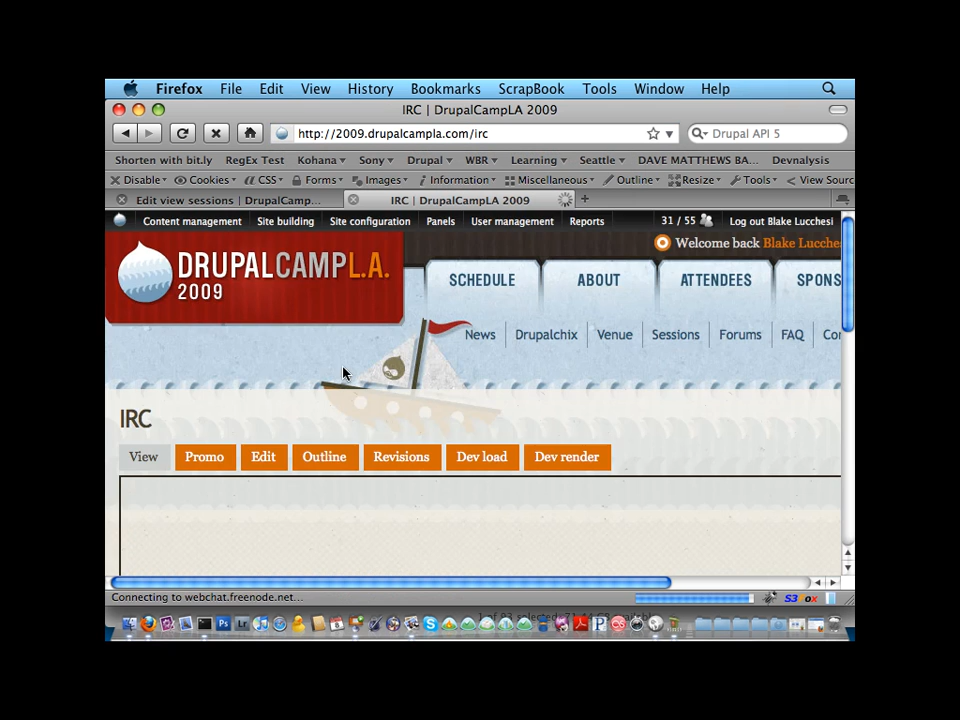 Firefox File Edit View History Bookmarks ScrapBook Tools Window Help
IRC | DrupalCampLA 2009
http://2009.drupalcampla.com/irc Drupal API 5
Shorten with bit.ly RegEx Test Kohana Sony Drupal WBR Learning Seattle DAVE MATTHEWS BA... Devnalysis
Disable Cookies CSS Forms Images Information Miscellaneous Outline Resize Tools View Sourc
Edit view sessions | DrupalCamp... IRC | DrupalCampLA 2009
Content management Site building Site configuration Panels User management Reports 31 / 55 Log out Blake Lucchesi
Welcome back Blake Lucche
DRUPALCAMPL.A.
2009
SCHEDULE ABOUT ATTENDEES SPONS
News Drupalchix Venue Sessions Forums FAQ Co
IRC
View Promo Edit Outline Revisions Dev load Dev render
Connecting to webchat.freenode.net...